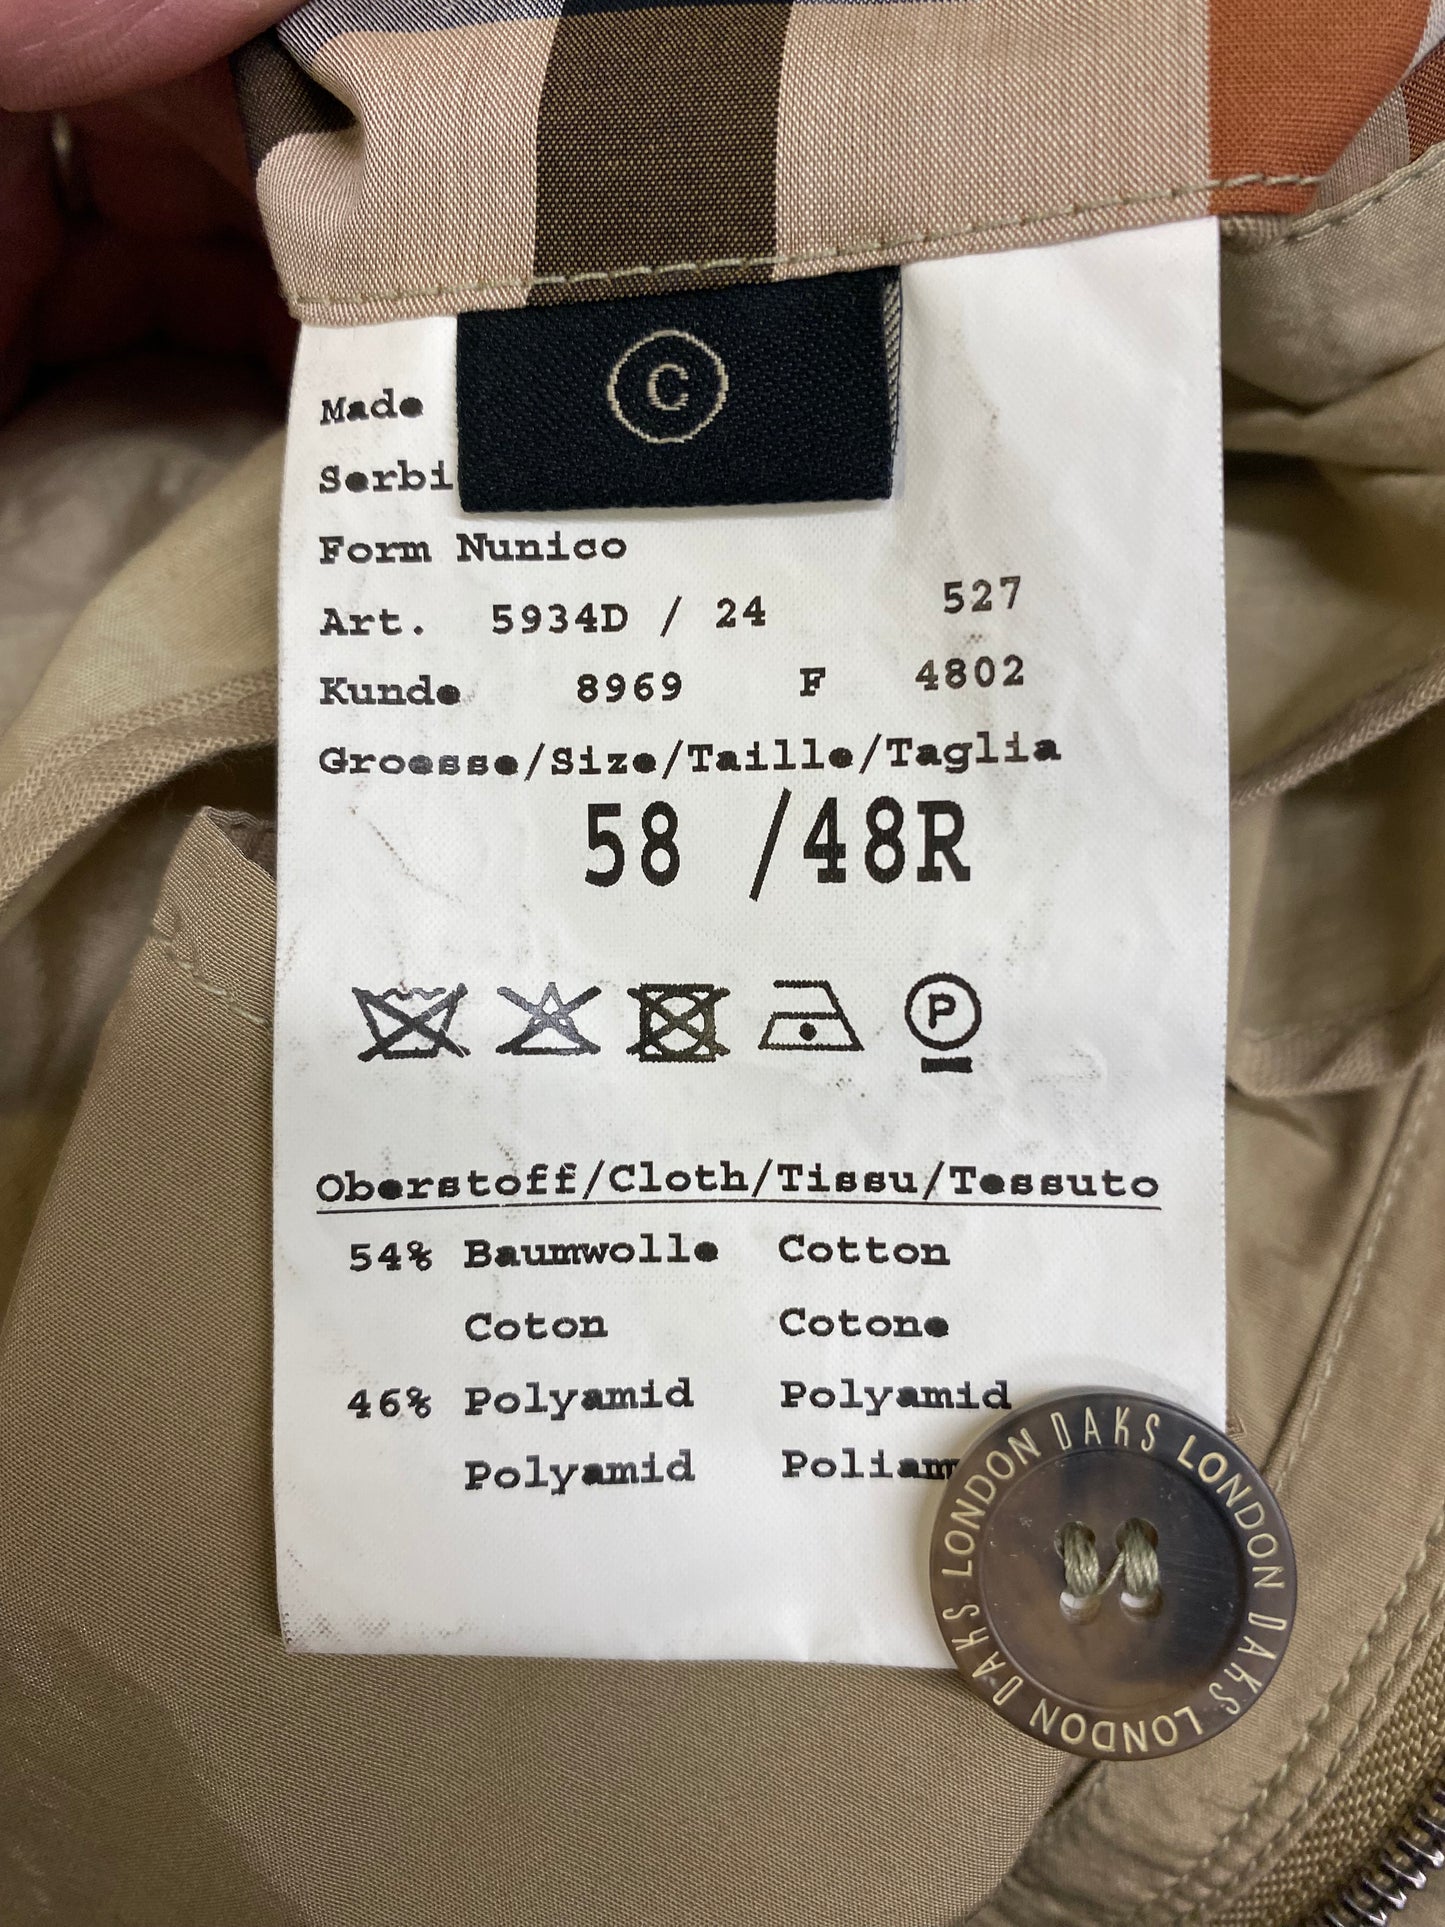 C
Made
Serbi
Form Nunico
Art. 5934D / 24 527
Kunde 8969 F 4802
Groesse/Size/Taille/Taglia
58 /48R
P
Oberstoff/Cloth/Tissu/Tessuto
54% Baumwolle Cotton
Coton Cotone
46% Polyamid Polyamid
Polyamid Poliam
DAKS LONDON DAKS LONDON DAKS LONDON